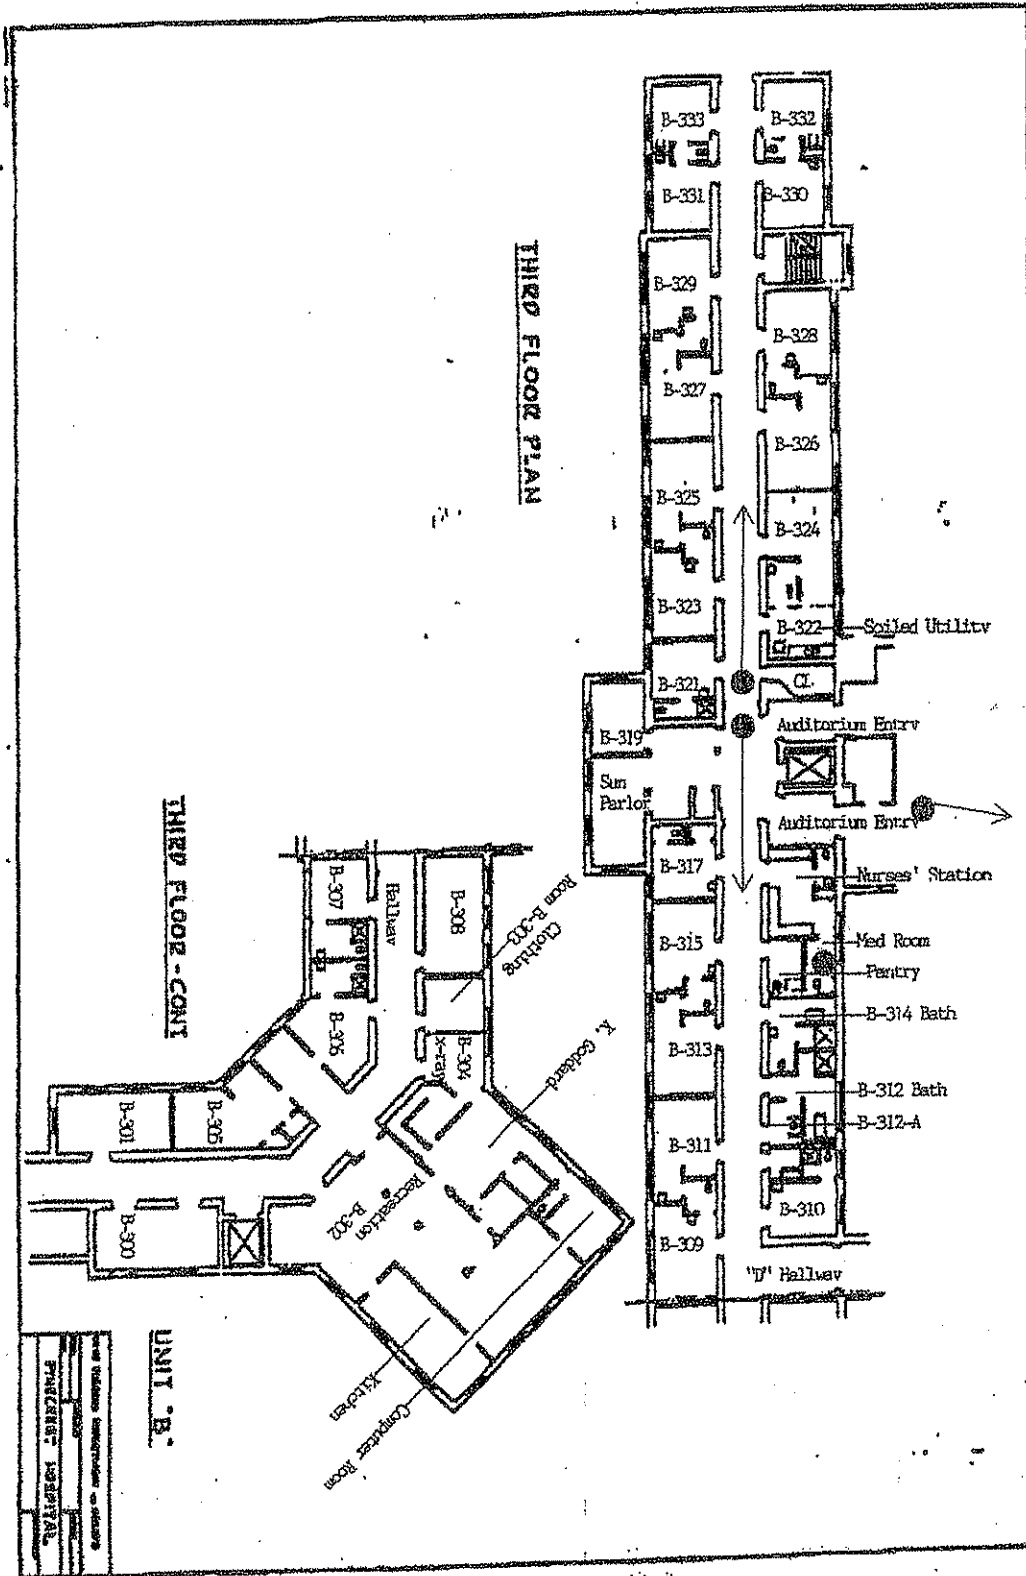 B-333
B-332
B-331
B-330
THIRD FLOOR PLAN
B-329
B-328
B-327
B-326
B-325
B-324
B-323
B-322
Soiled Utility
B-321
CL
Auditorium Entry
B-319
Sun
Parlor
Auditorium Entry
B-317
Nurses' Station
B-315
Med Room
Pantry
B-314 Bath
B-313
B-312 Bath
B-312-A
B-311
B-310
B-309
"D" Hallway
THIRD FLOOR-CONT
B-307
Hallway
B-308
Clothing
Room B-303
B-304
x-ray
K. Goddard
B-301
B-305
Recreation
B-302
B-300
Kitchen
Computer Room
UNIT "B"
HOSPITAL